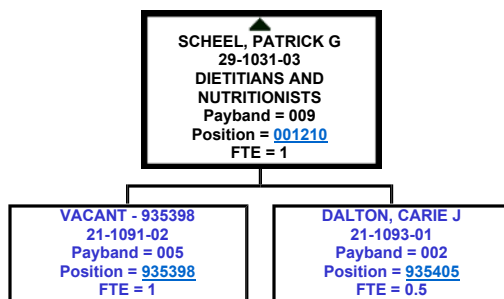 SCHEEL, PATRICK G
29-1031-03
DIETITIANS AND
NUTRITIONISTS
Payband = 009
Position = 001210
FTE = 1
VACANT - 935398
21-1091-02
Payband = 005
Position = 935398
FTE = 1
DALTON, CARIE J
21-1093-01
Payband = 002
Position = 935405
FTE = 0.5